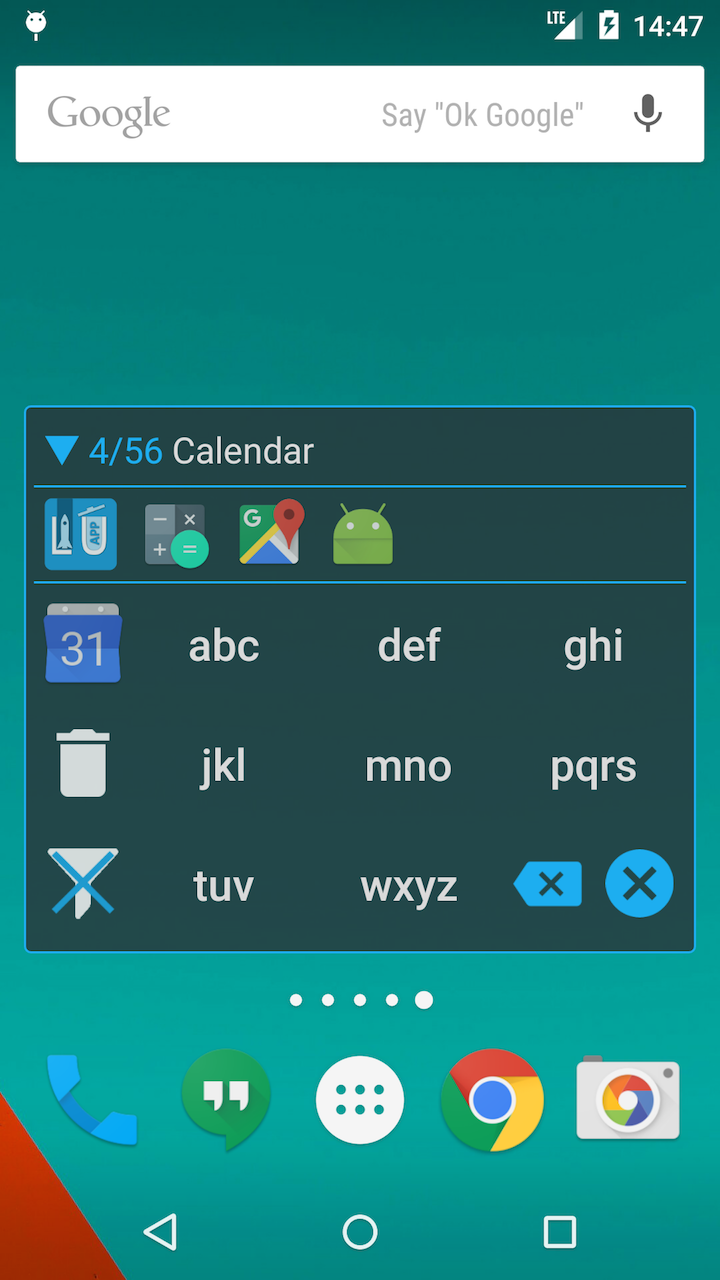 LTE 14:47
Google Say "Ok Google"
4/56 Calendar
LU APP G
31 abc def ghi
jkl mno pqrs
tuv wxyz